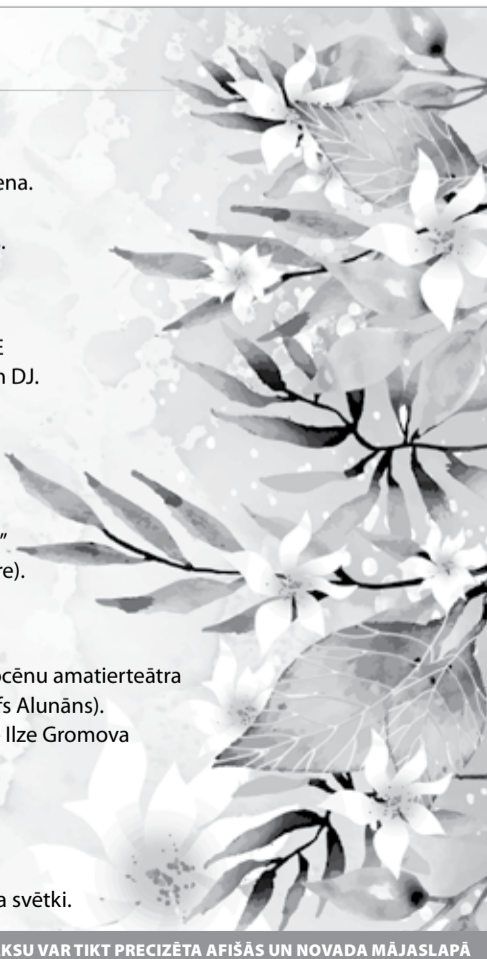 ena.
.
E
n DJ.
”
re).
ocēnu amatierteātra
fs Alunāns).
Ilze Gromova
a svētki.
KSU VAR TIKT PRECIZĒTA AFIŠĀS UN NOVADA MĀJASLAPĀ